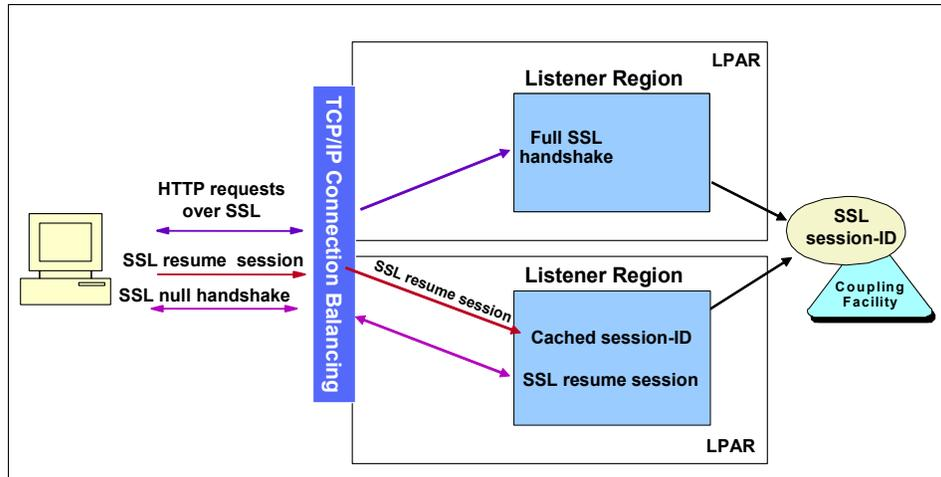 LPAR
Listener Region
Full SSL
handshake
TCP/IP Connection Balancing
HTTP requests
over SSL
SSL resume session
SSL null handshake
SSL resume session
Listener Region
Cached session-ID
SSL resume session
LPAR
SSL
session-ID
Coupling
Facility